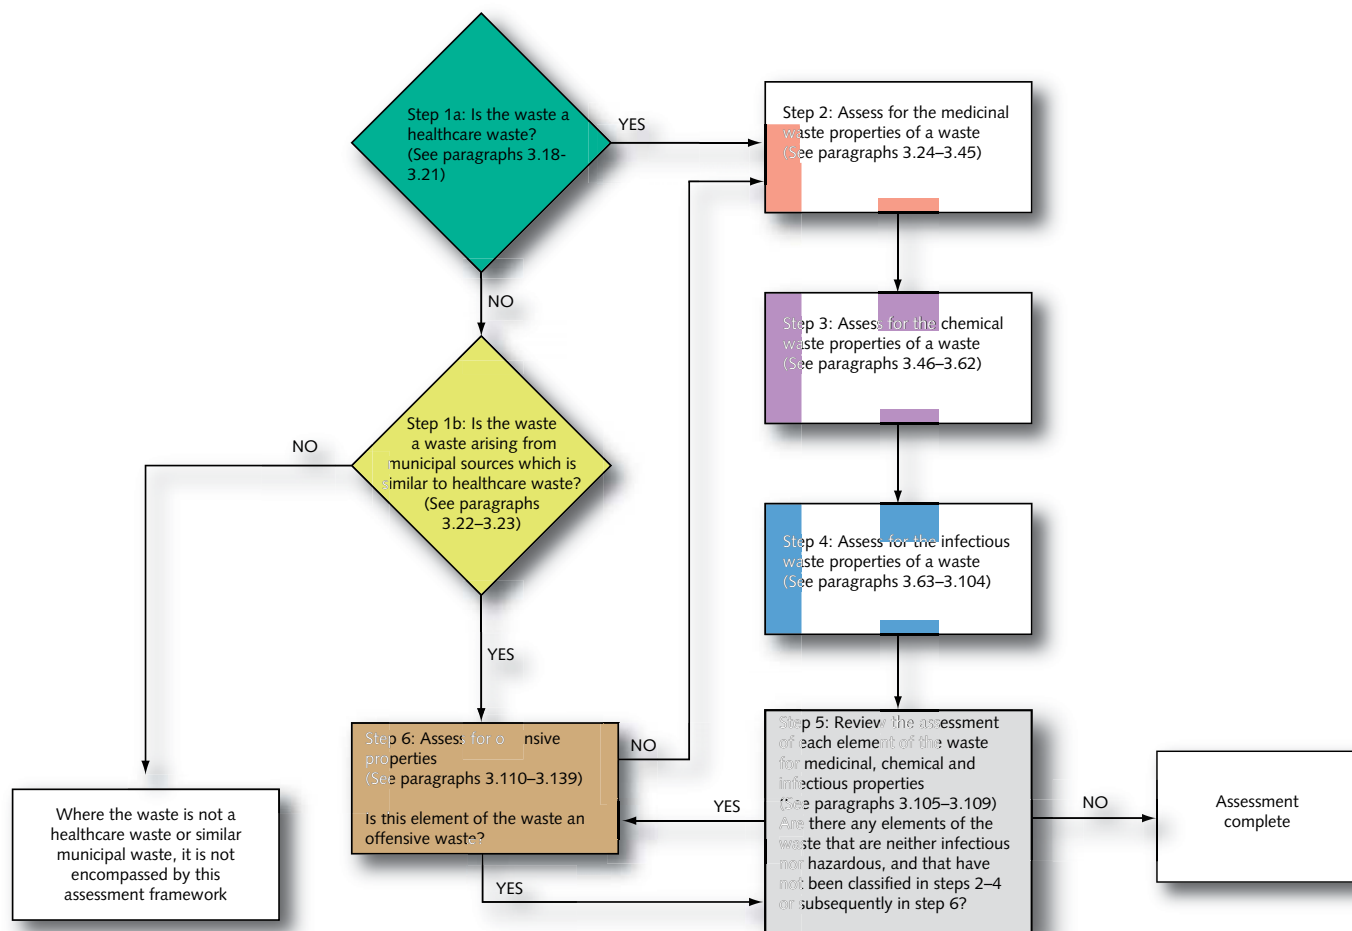 Step 1a: Is the waste a
healthcare waste?
(See paragraphs 3.18-
3.21)
YES
Step 2: Assess for the medicinal
waste properties of a waste
(See paragraphs 3.24–3.45)
NO
Step 3: Assess for the chemical
waste properties of a waste
(See paragraphs 3.46–3.62)
Step 1b: Is the waste
a waste arising from
municipal sources which is
similar to healthcare waste?
(See paragraphs
3.22–3.23)
NO
YES
Step 4: Assess for the infectious
waste properties of a waste
(See paragraphs 3.63–3.104)
Step 6: Assess for o nsive
properties
(See paragraphs 3.110–3.139)
Is this element of the waste an
offensive waste?
NO
YES
YES
Step 5: Review the assessment
of each element of the waste
for medicinal, chemical and
infectious properties
(See paragraphs 3.105–3.109)
Are there any elements of the
waste that are neither infectious
nor hazardous, and that have
not been classified in steps 2–4
or subsequently in step 6?
NO
Assessment
complete
Where the waste is not a
healthcare waste or similar
municipal waste, it is not
encompassed by this
assessment framework